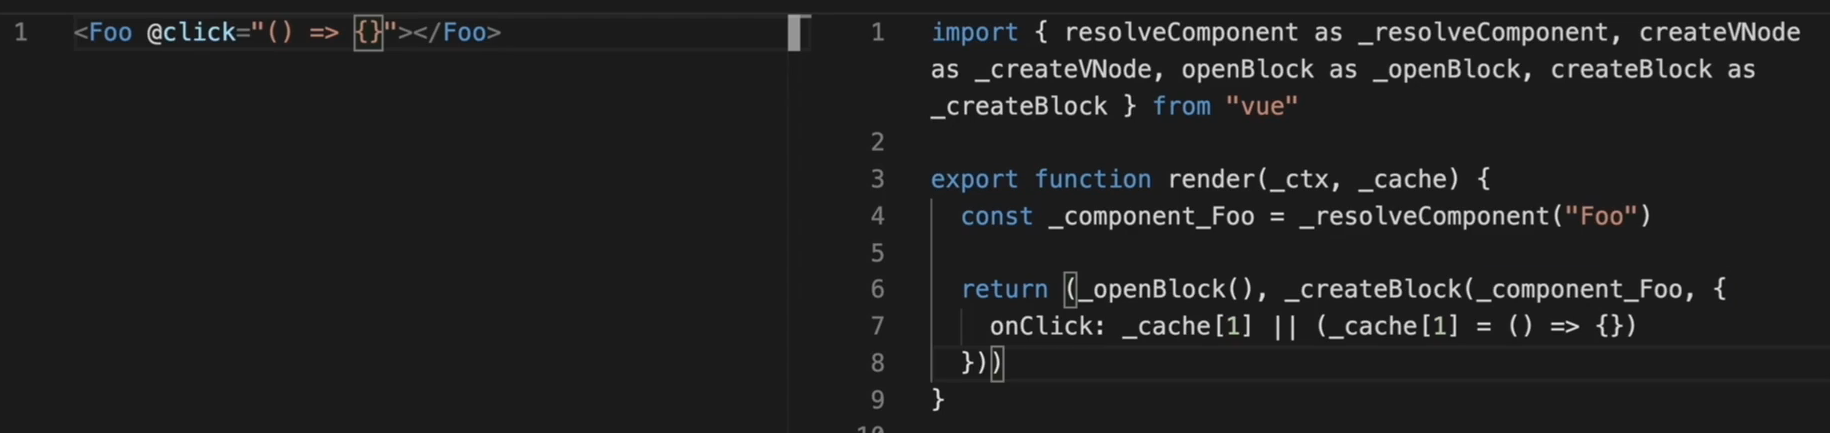 1 <Foo @click="() => {}"></Foo>
1 import { resolveComponent as _resolveComponent, createVNode
as _createVNode, openBlock as _openBlock, createBlock as
_createBlock } from "vue"
2
3 export function render(_ctx, _cache) {
4 const _component_Foo = _resolveComponent("Foo")
5
6 return (_openBlock(), _createBlock(_component_Foo, {
7 onClick: _cache[1] || (_cache[1] = () => {})
8 }))
9 }
10